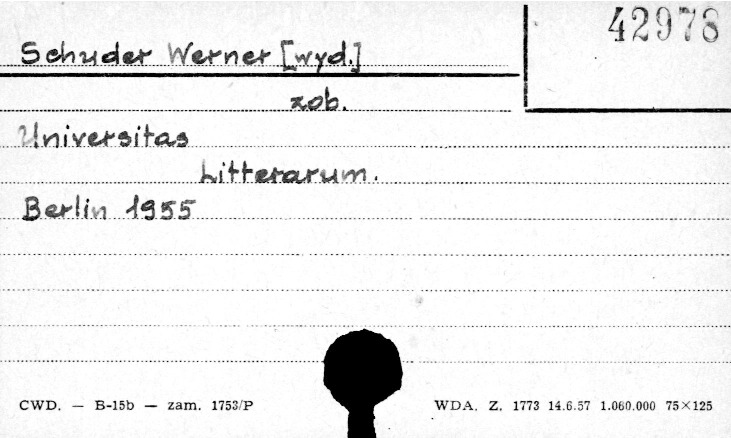 42978
Schuder Werner [wyd.]
zob.
Universitas
Litterarum.
Berlin 1955
CWD. — B-15b — zam. 1753/P WDA. Z. 1773 14.6.57 1.060.000 75×125